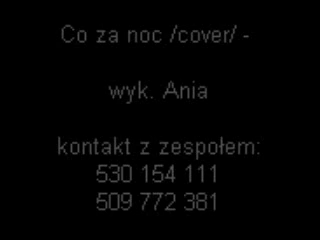 Co za noc /cover/ -
wyk. Ania
kontakt z zespołem:
530 154 111
509 772 381